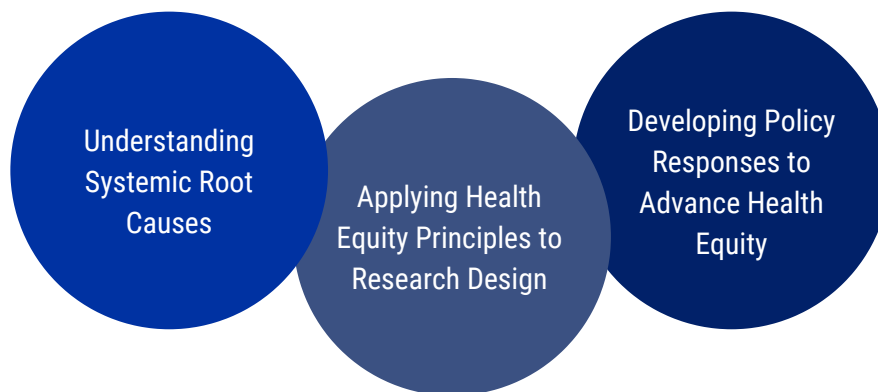 Understanding
Systemic Root
Causes
Applying Health
Equity Principles to
Research Design
Developing Policy
Responses to
Advance Health
Equity